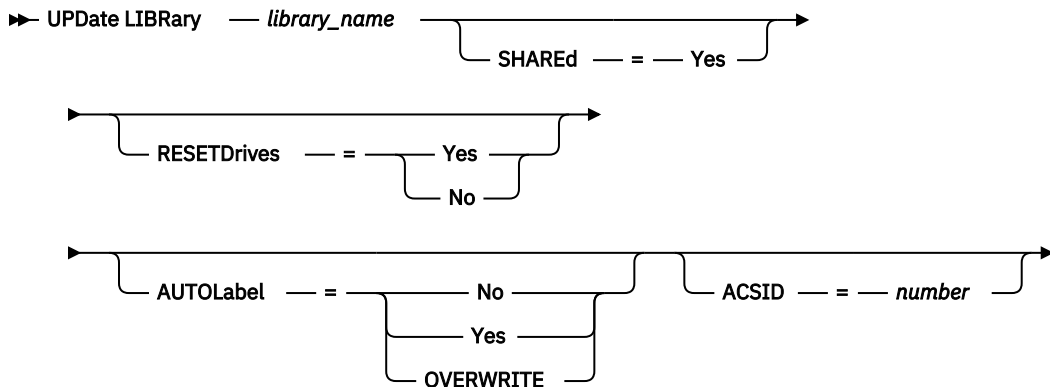 UPDate LIBRary library_name
SHAREd = Yes
RESETDrives = Yes
No
AUTOLabel = No
Yes
OVERWRITE
ACSID = number